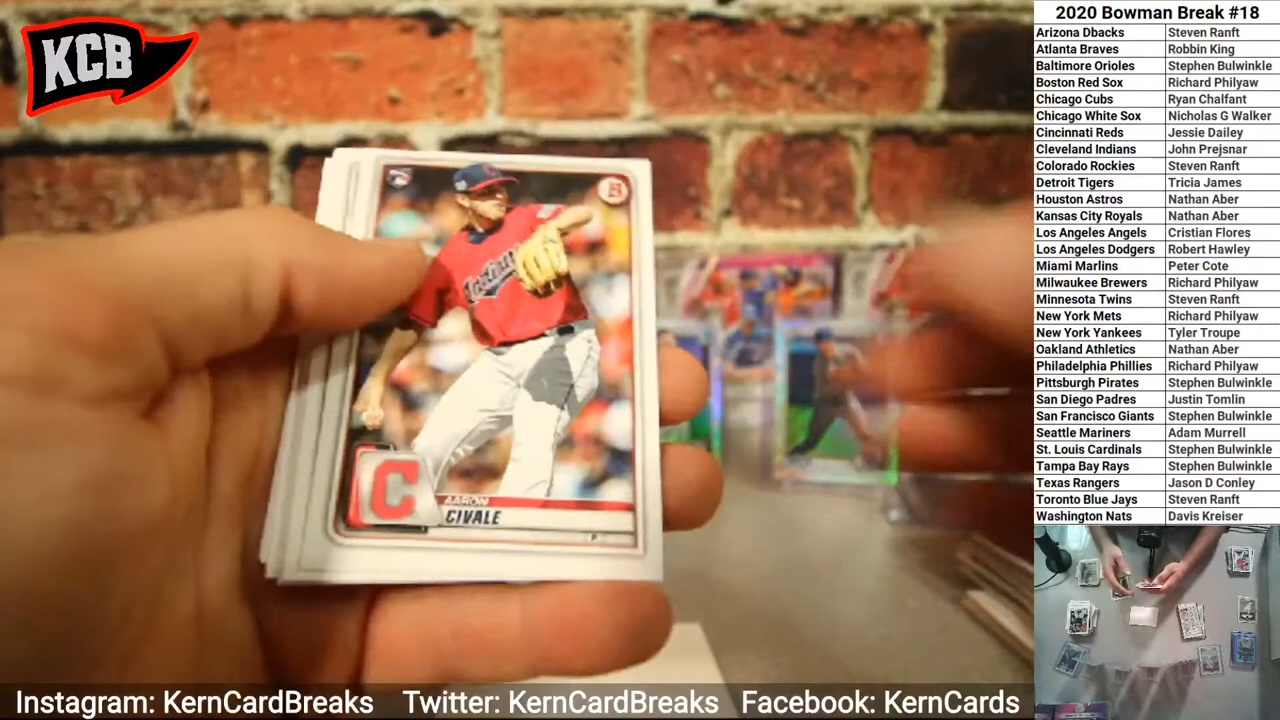 KCB
2020 Bowman Break #18
Arizona Dbacks Steven Ranft
Atlanta Braves Robbin King
Baltimore Orioles Stephen Bulwinkle
Boston Red Sox Richard Philyaw
Chicago Cubs Ryan Chalfant
Chicago White Sox Nicholas G Walker
Cincinnati Reds Jessie Dailey
Cleveland Indians John Prejsnar
Colorado Rockies Steven Ranft
Detroit Tigers Tricia James
Houston Astros Nathan Aber
Kansas City Royals Nathan Aber
Los Angeles Angels Cristian Flores
Los Angeles Dodgers Robert Hawley
Miami Marlins Peter Cote
Milwaukee Brewers Richard Philyaw
Minnesota Twins Steven Ranft
New York Mets Richard Philyaw
New York Yankees Tyler Troupe
Oakland Athletics Nathan Aber
Philadelphia Phillies Richard Philyaw
Pittsburgh Pirates Stephen Bulwinkle
San Diego Padres Justin Tomlin
San Francisco Giants Stephen Bulwinkle
Seattle Mariners Adam Murrell
St. Louis Cardinals Stephen Bulwinkle
Tampa Bay Rays Stephen Bulwinkle
Texas Rangers Jason D Conley
Toronto Blue Jays Steven Ranft
Washington Nats Davis Kreiser
C
AARON
CIVALE
P
Instagram: KernCardBreaks Twitter: KernCardBreaks Facebook: KernCards